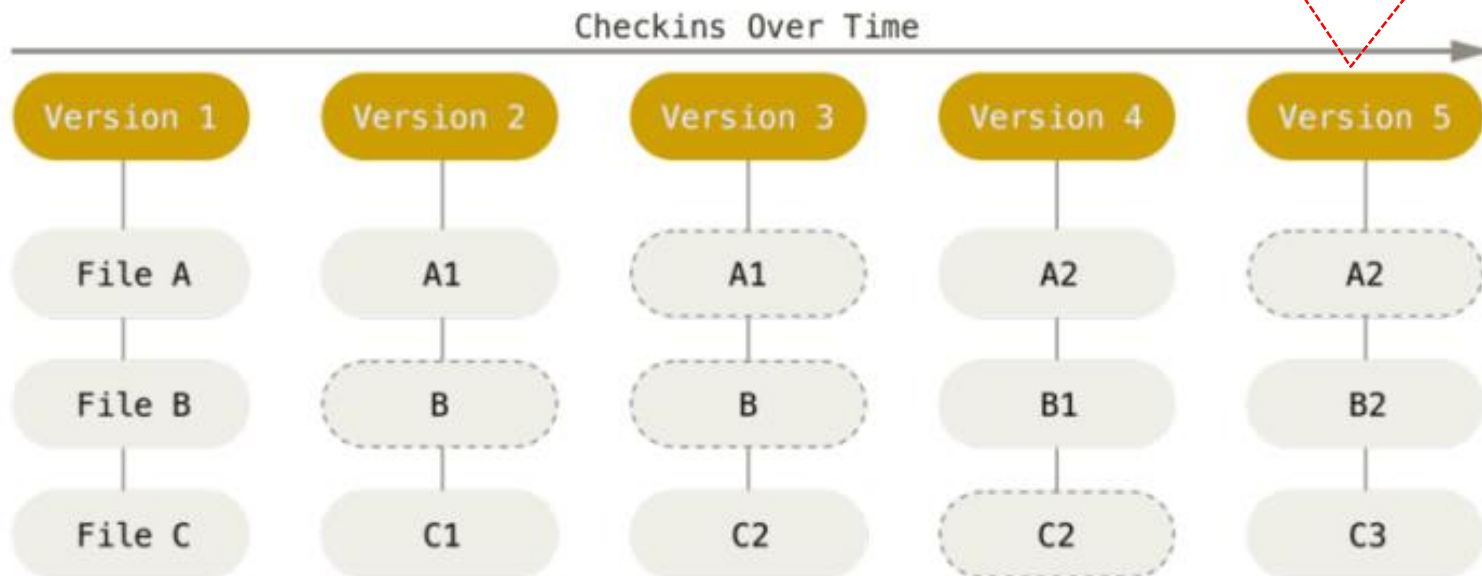 Checkins Over Time
Version 1 Version 2 Version 3 Version 4 Version 5
File A A1 A1 A2 A2
File B B B B1 B2
File C C1 C2 C2 C3